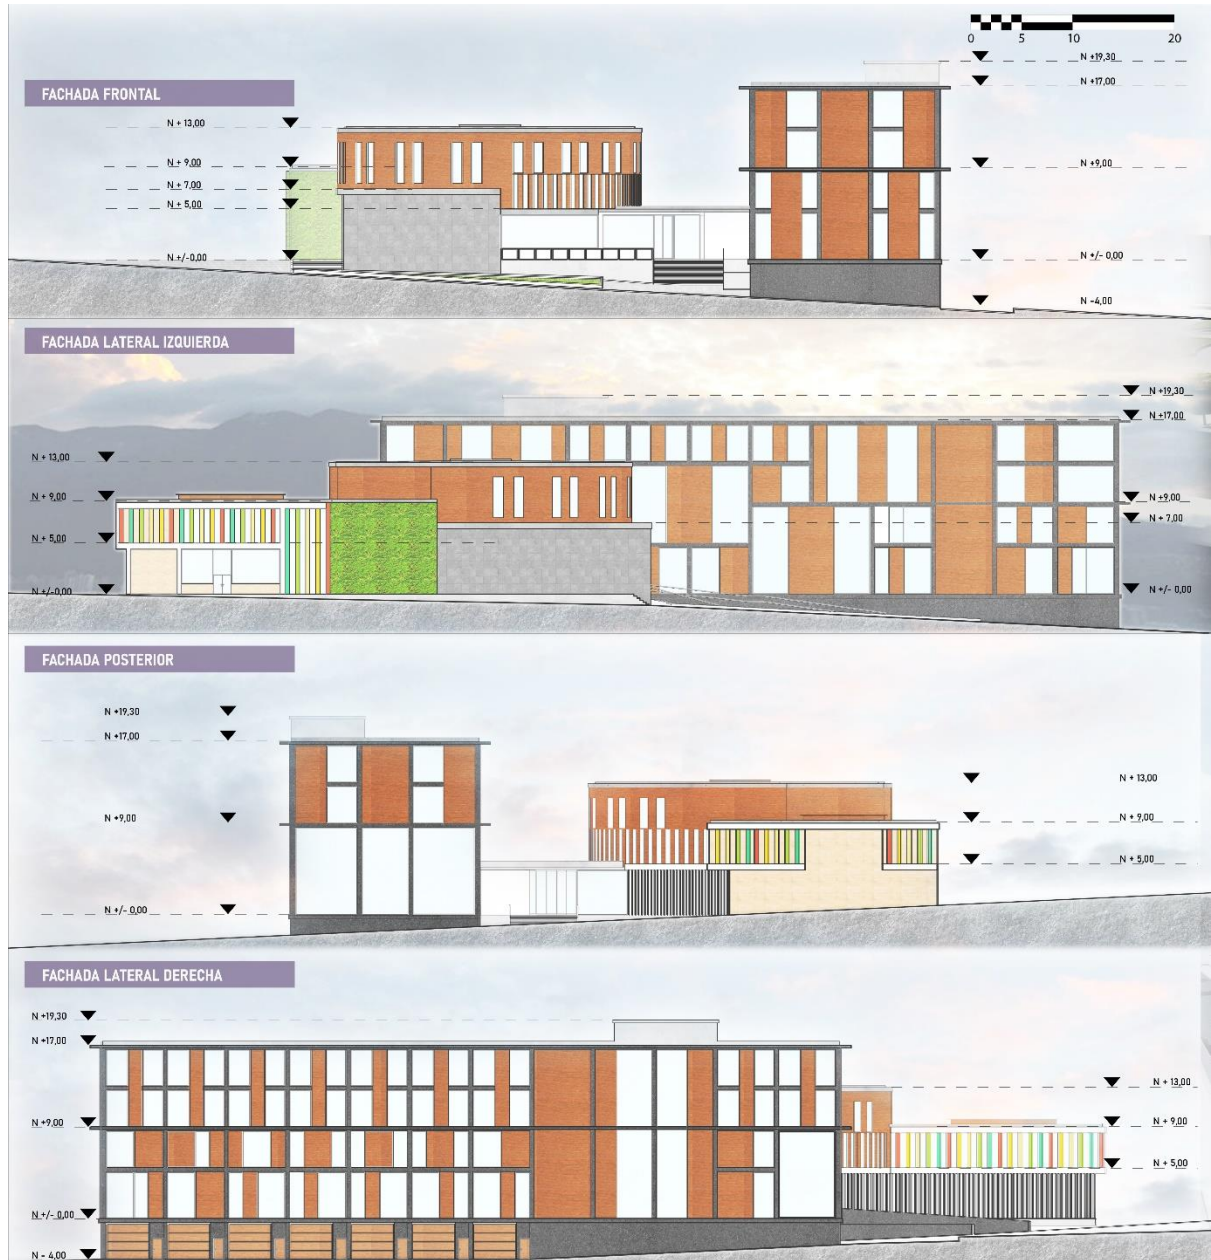 0 5 10 20
N +19,30
N +17,00
FACHADA FRONTAL
N + 13,00
N + 9,00
N +9,00
N + 7,00
N + 5,00
N +/-0,00
N +/- 0,00
N -4,00
FACHADA LATERAL IZQUIERDA
N +19,30
N +17,00
N + 13,00
N + 9,00
N +9,00
N + 7,00
N + 5,00
N +/-0,00
N +/- 0,00
FACHADA POSTERIOR
N +19,30
N +17,00
N + 13,00
N +9,00
N + 9,00
N + 5,00
N +/- 0,00
FACHADA LATERAL DERECHA
N +19,30
N +17,00
N + 13,00
N +9,00
N + 9,00
N + 5,00
N +/- 0,00
N - 4,00